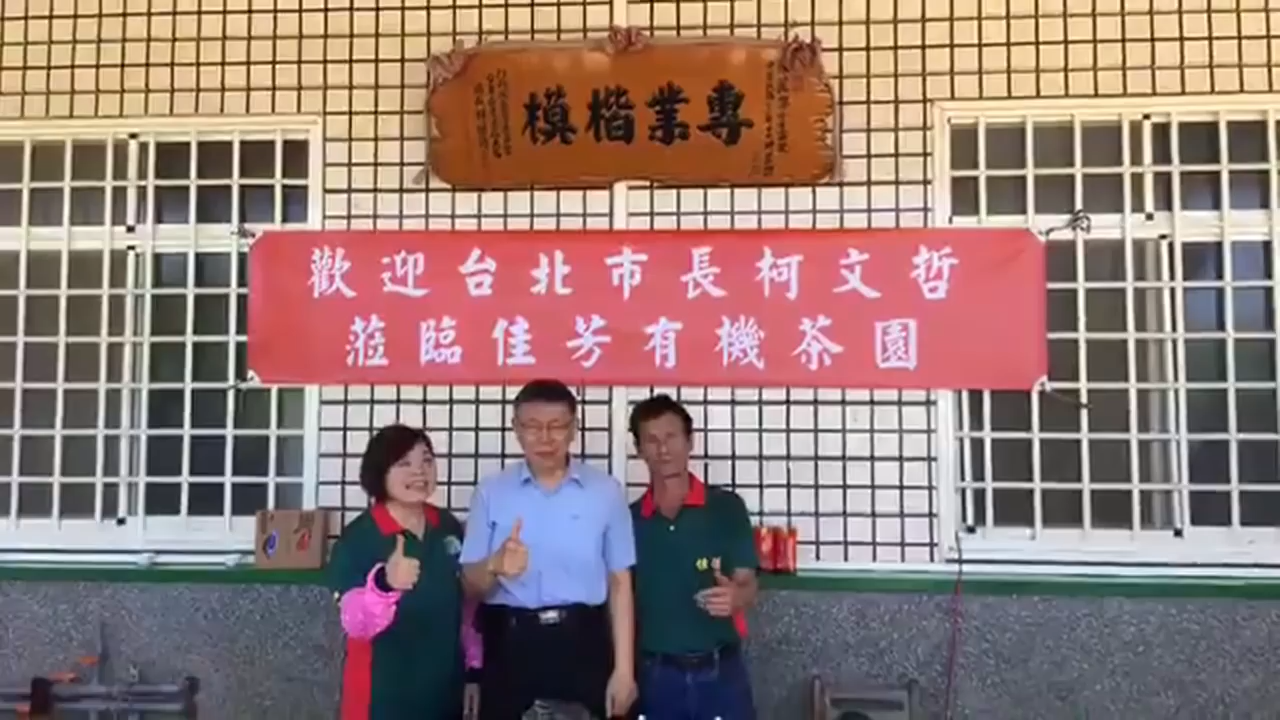 專業楷模
歡迎台北市長柯文哲
蒞臨佳芳有機茶園